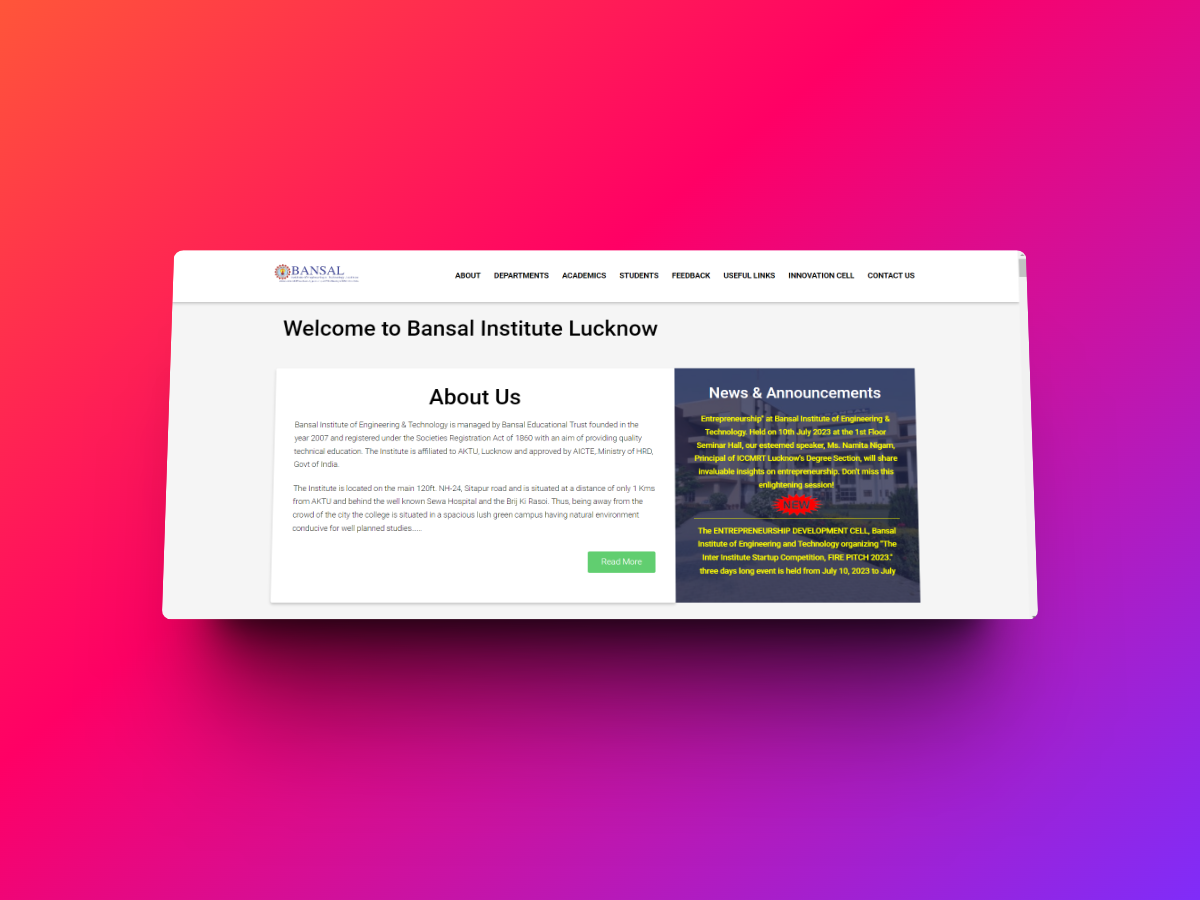 BANSAL
ABOUT DEPARTMENTS ACADEMICS STUDENTS FEEDBACK USEFUL LINKS INNOVATION CELL CONTACT US
Welcome to Bansal Institute Lucknow
About Us
Bansal Institute of Engineering & Technology is managed by Bansal Educational Trust founded in the
year 2007 and registered under the Societies Registration Act of 1860 with an aim of providing quality
technical education. The Institute is affiliated to AKTU, Lucknow and approved by AICTE, Ministry of HRD,
Govt of India.
The Institute is located on the main 120ft. NH-24, Sitapur road and is situated at a distance of only 1 Kms
from AKTU and behind the well known Sewa Hospital and the Brij Ki Rasoi. Thus, being away from the
crowd of the city the college is situated in a spacious lush green campus having natural environment
conducive for well planned studies......
Read More
News & Announcements
Entrepreneurship" at Bansal Institute of Engineering &
Technology. Held on 10th July 2023 at the 1st Floor
Seminar Hall, our esteemed speaker, Ms. Namita Nigam,
Principal of ICCMRT Lucknow's Degree Section, will share
invaluable insights on entrepreneurship. Don't miss this
enlightening session!
NEW
The ENTREPRENEURSHIP DEVELOPMENT CELL, Bansal
Institute of Engineering and Technology organizing "The
Inter Institute Startup Competition, FIRE PITCH 2023."
three days long event is held from July 10, 2023 to July